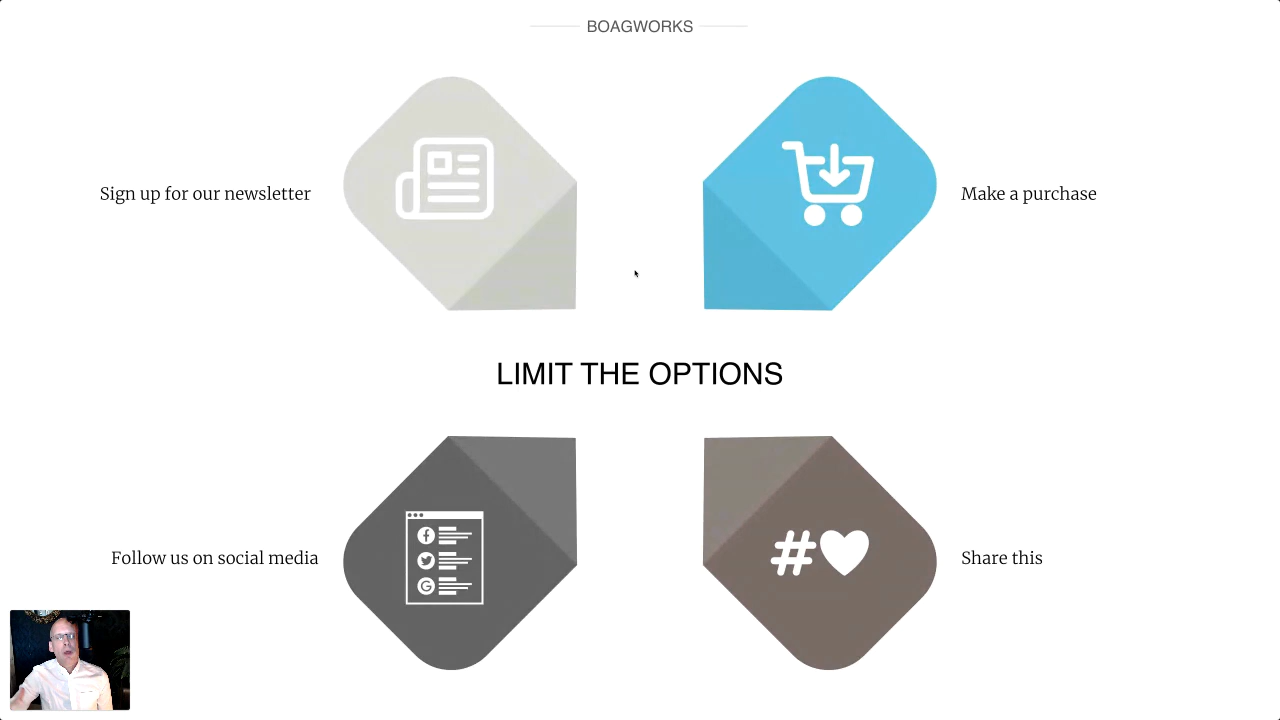 BOAGWORKS
Sign up for our newsletter
Make a purchase
LIMIT THE OPTIONS
Follow us on social media
Share this